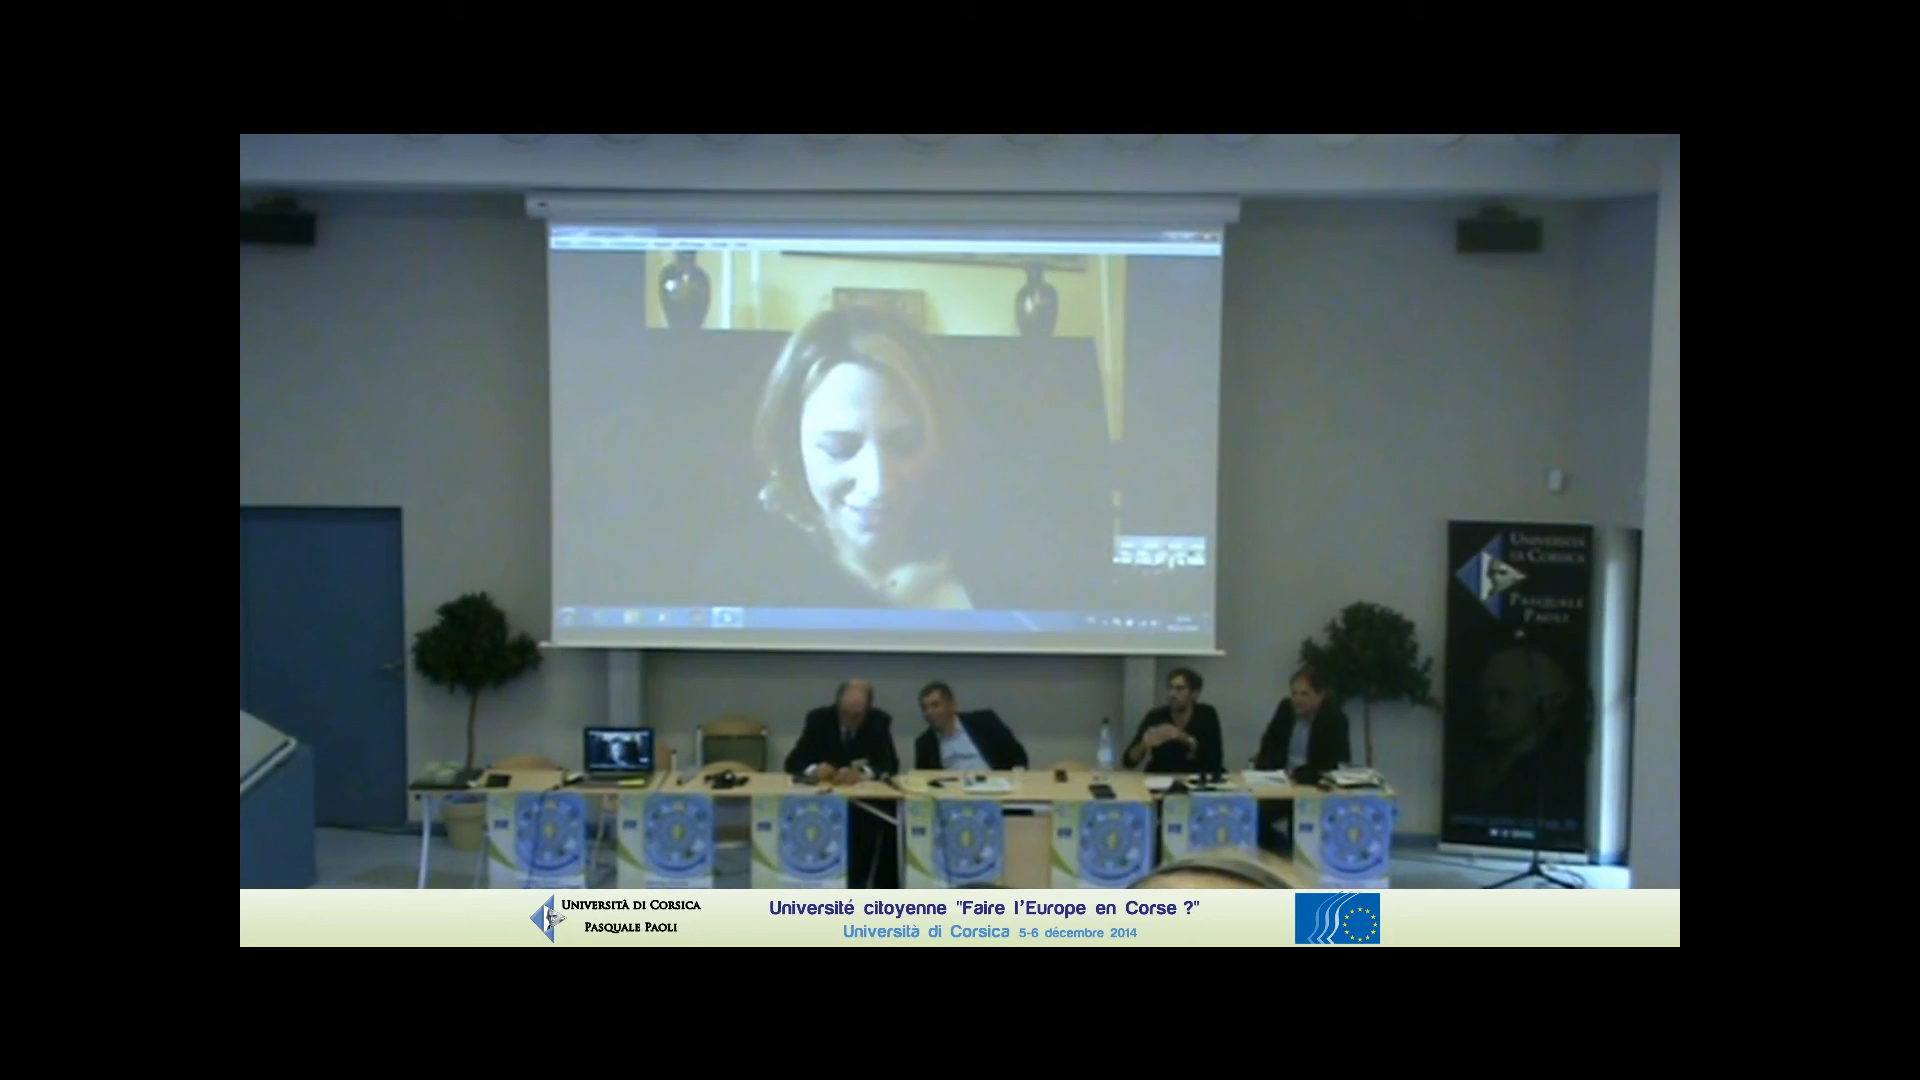 UNIVERSITÀ
DI CORSICA
PASQUALE
PAOLI
UNIVERSITÀ DI CORSICA
PASQUALE PAOLI
Université citoyenne "Faire l'Europe en Corse ?"
Università di Corsica 5-6 décembre 2014